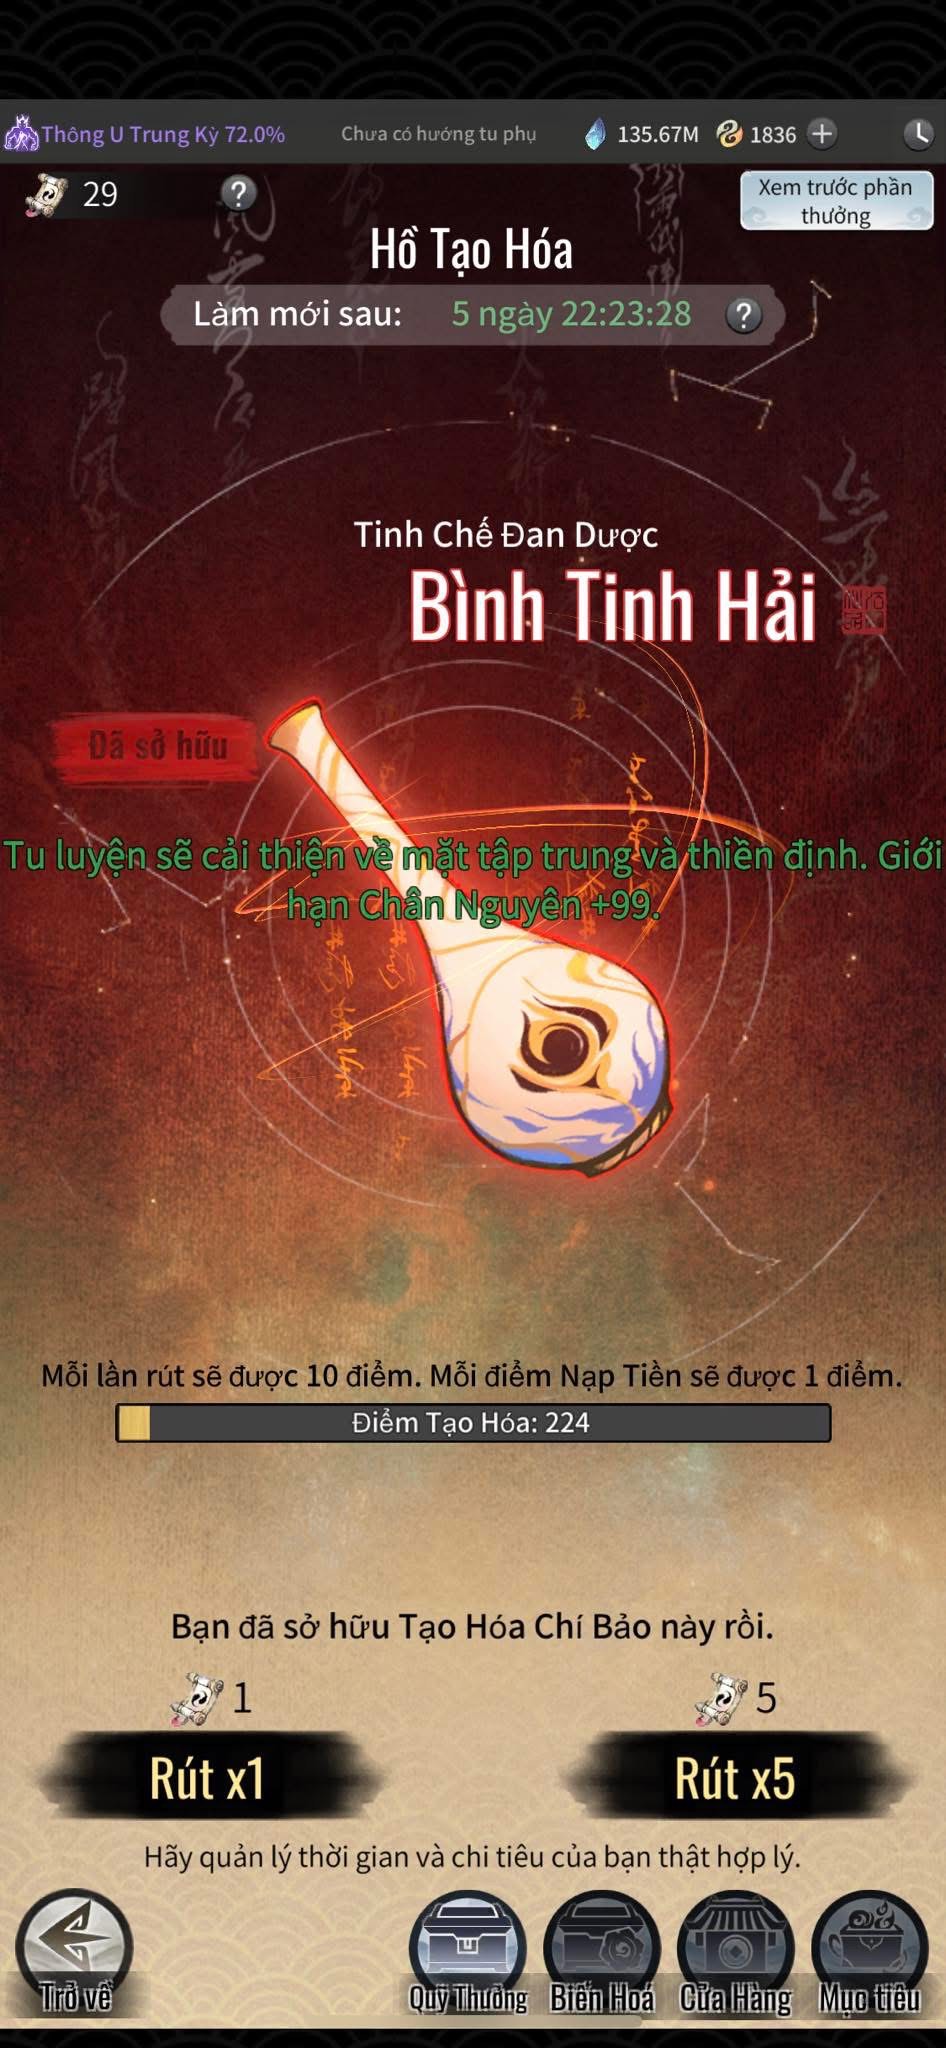 Thông U Trung Kỳ 72.0% Chưa có hướng tu phụ 135.67M 1836
29 ?
Xem trước phần
thưởng
Hồ Tạo Hóa
Làm mới sau: 5 ngày 22:23:28 ?
Tinh Chế Đan Dược
Bình Tinh Hải
Đã sở hữu
Tu luyện sẽ cải thiện về mặt tập trung và thiền định. Giới
hạn Chân Nguyên +99.
Mỗi lần rút sẽ được 10 điểm. Mỗi điểm Nạp Tiền sẽ được 1 điểm.
Điểm Tạo Hóa: 224
Bạn đã sở hữu Tạo Hóa Chí Bảo này rồi.
1 5
Rút x1 Rút x5
Hãy quản lý thời gian và chi tiêu của bạn thật hợp lý.
Trở về Quỹ Thưởng Biến Hoá Cửa Hàng Mục tiêu